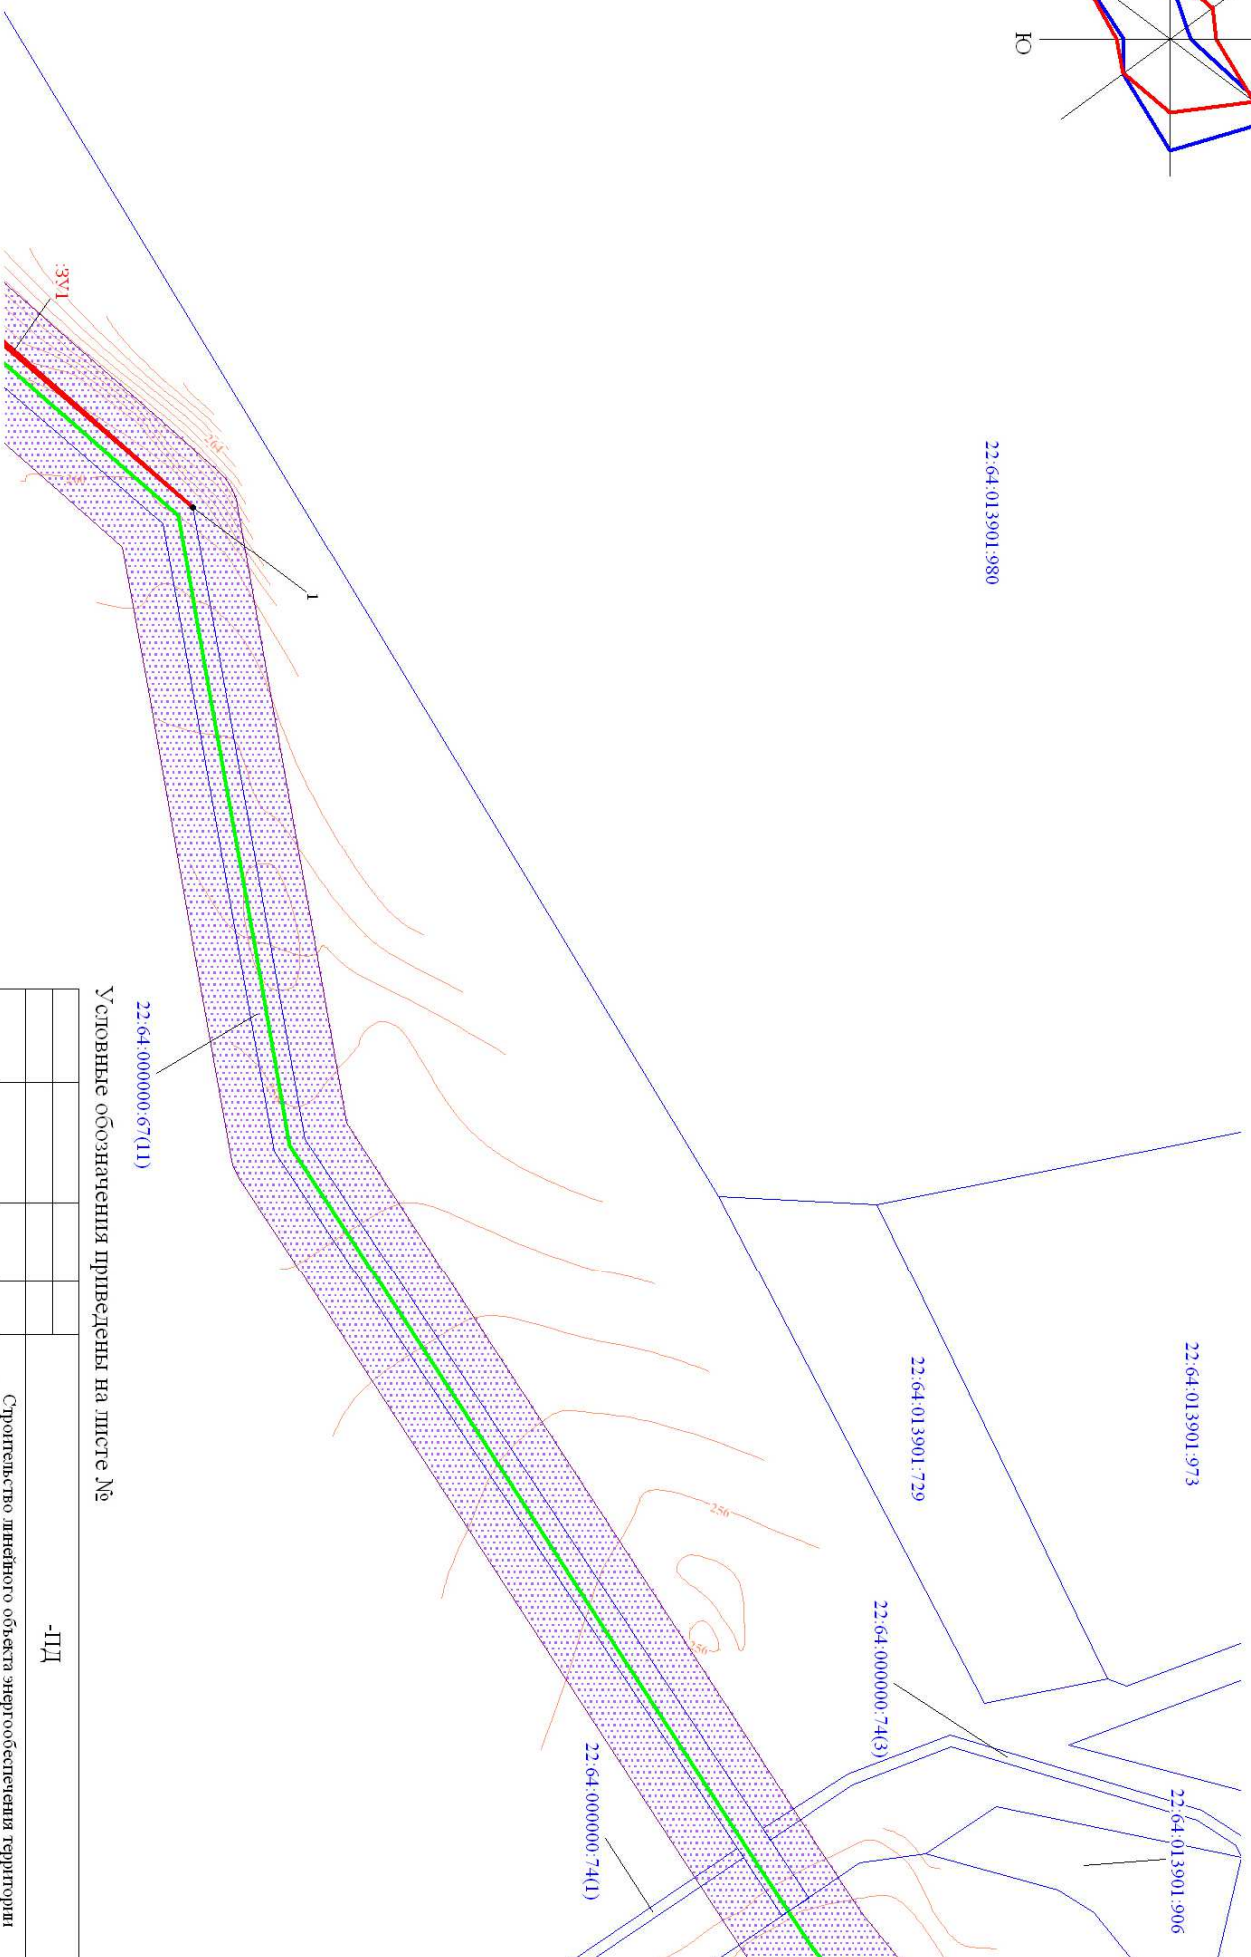 Ю
:ЗУ1
264
260
1
22:64:013901:980
22:64:013901:973
22:64:013901:729
256
256
22:64:000000:67(11)
22:64:000000:74(3)
22:64:000000:74(1)
22:64:013901:906
Условные обозначения приведены на листе №
-ПД
Строительство линейного объекта энергообеспечения территории